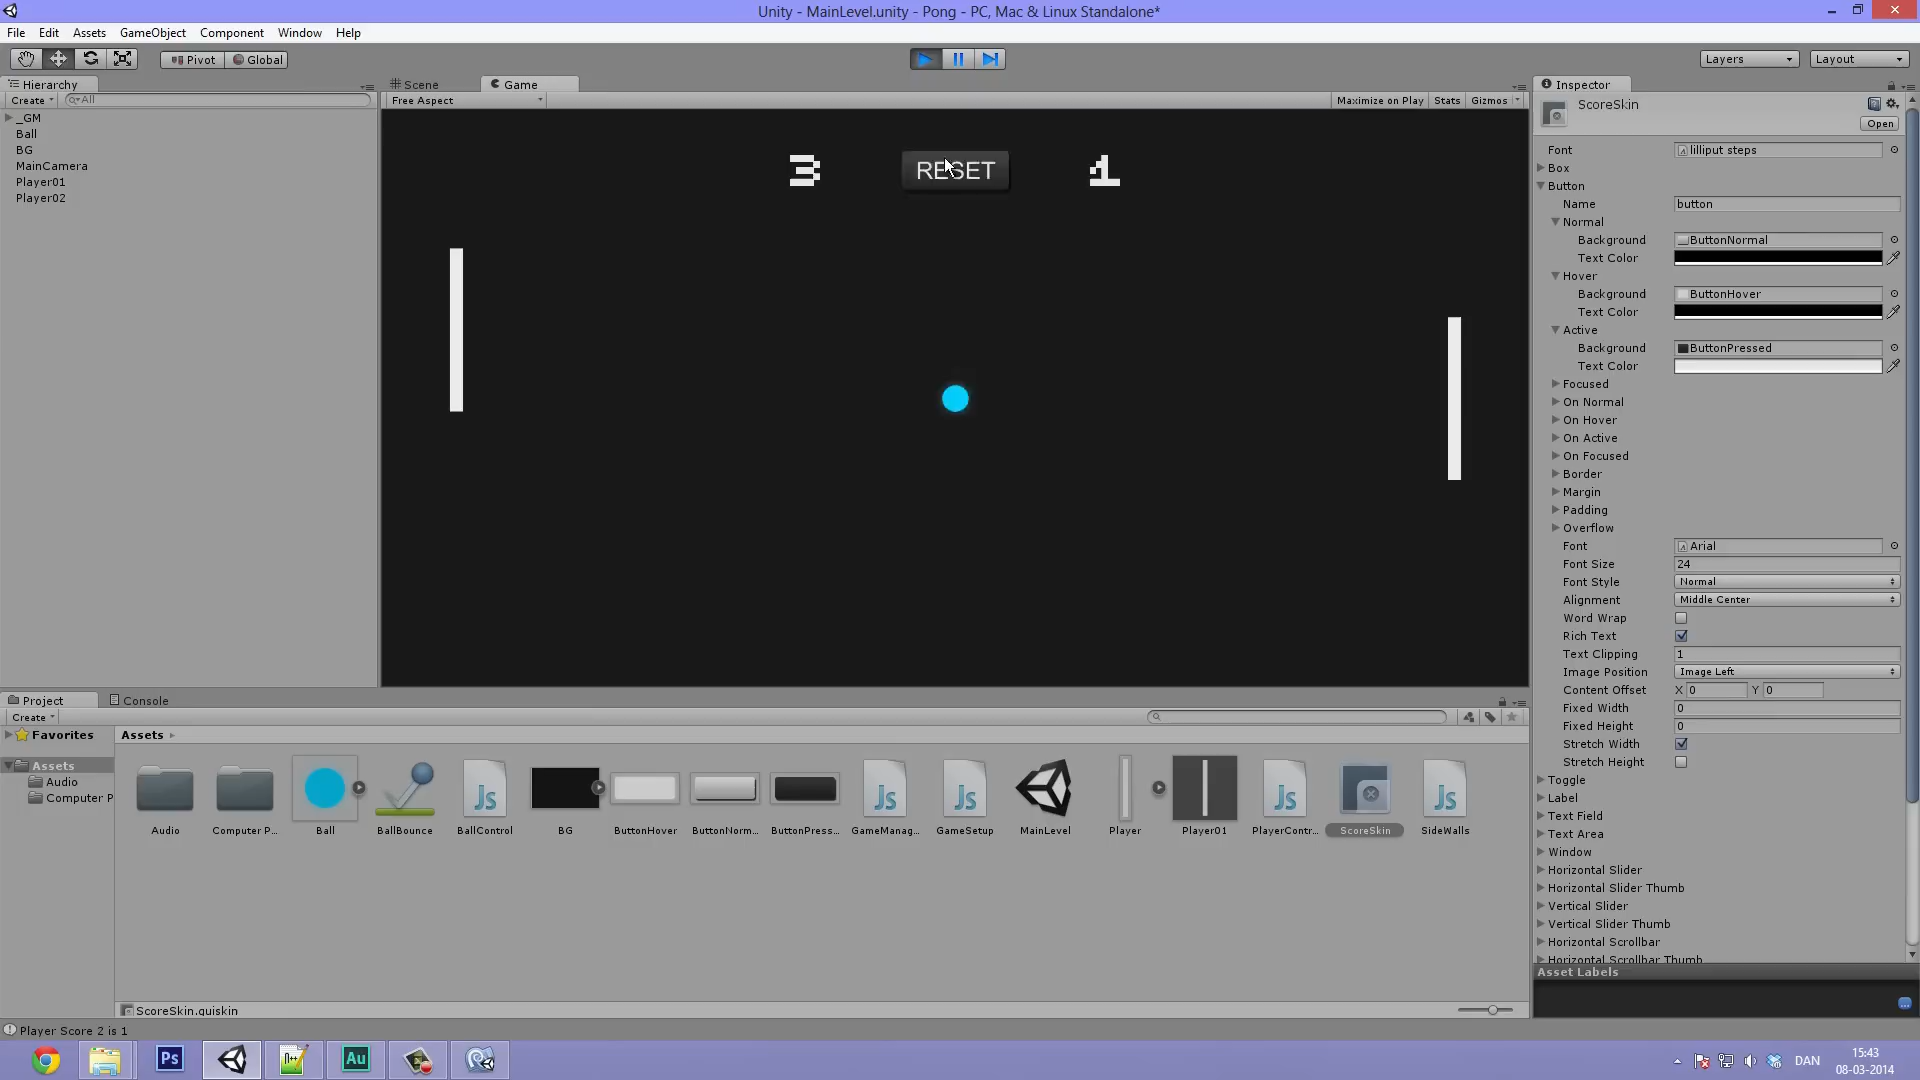 Unity - MainLevel.unity - Pong - PC, Mac & Linux Standalone*
File Edit Assets GameObject Component Window Help
Pivot Global Layers Layout
Hierarchy
Create All
_GM
Ball
BG
MainCamera
Player01
Player02
Scene Game
Free Aspect Maximize on Play Stats Gizmos
3 RESET 1
Inspector
ScoreSkin
Open
Font lilliput steps
Box
Button
Name button
Normal
Background ButtonNormal
Text Color
Hover
Background ButtonHover
Text Color
Active
Background ButtonPressed
Text Color
Focused
On Normal
On Hover
On Active
On Focused
Border
Margin
Padding
Overflow
Font Arial
Font Size 24
Font Style Normal
Alignment Middle Center
Word Wrap
Rich Text
Text Clipping 1
Image Position Image Left
Content Offset X 0 Y 0
Fixed Width 0
Fixed Height 0
Stretch Width
Stretch Height
Toggle
Label
Text Field
Text Area
Window
Horizontal Slider
Horizontal Slider Thumb
Vertical Slider
Vertical Slider Thumb
Horizontal Scrollbar
Horizontal Scrollbar Thumb
Asset Labels
Project Console
Create
Favorites
Assets
Audio
Computer P
Assets
Audio Computer P... Ball BallBounce BallControl BG ButtonHover ButtonNorm... ButtonPress... GameManag... GameSetup MainLevel Player Player01 PlayerContr... ScoreSkin SideWalls
ScoreSkin.guiskin
Player Score 2 is 1
Ps Au
DAN
15:43
08-03-2014